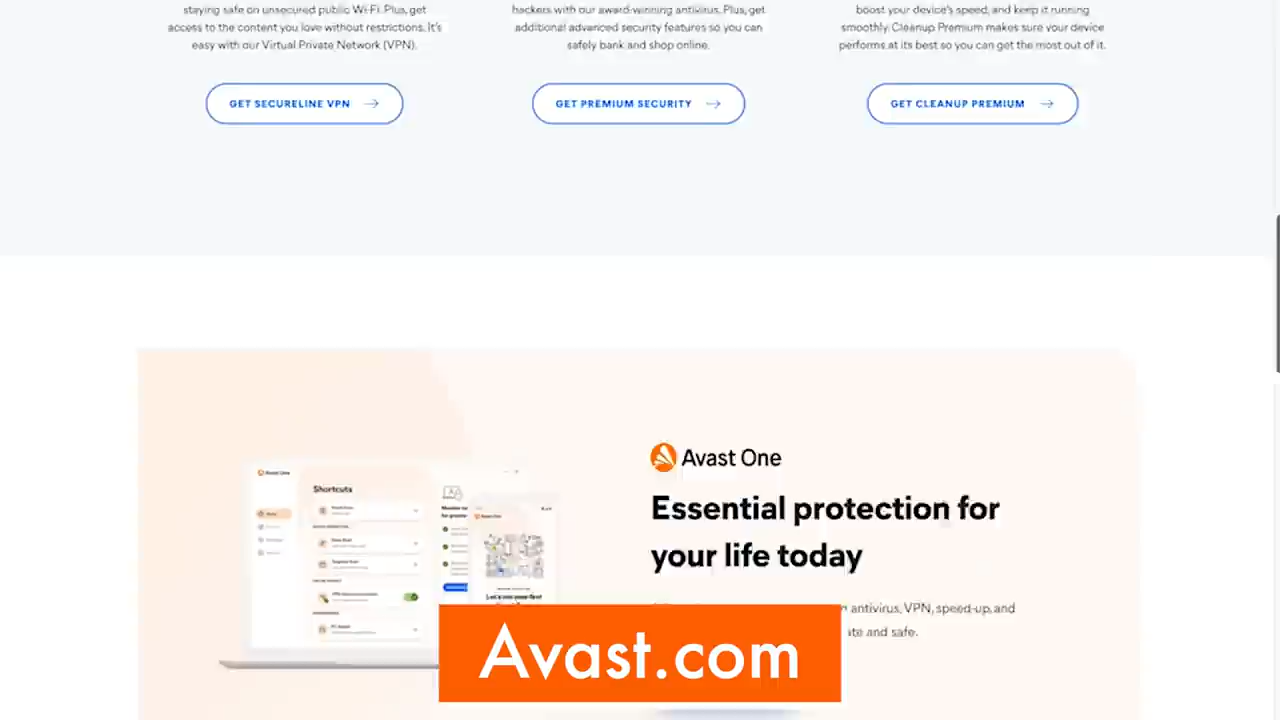 staying safe on unsecured public Wi-Fi. Plus, get
access to the content you love without restrictions. It's
easy with our Virtual Private Network (VPN).
GET SECURELINE VPN
hackers with our award-winning antivirus. Plus, get
additional advanced security features so you can
safely bank and shop online.
GET PREMIUM SECURITY
boost your device's speed, and keep it running
smoothly. Cleanup Premium makes sure your device
performs at its best so you can get the most out of it.
GET CLEANUP PREMIUM
Avast One
Shortcuts
Avast One
Essential protection for
your life today
antivirus, VPN, speed-up, and
and safe.
Avast.com